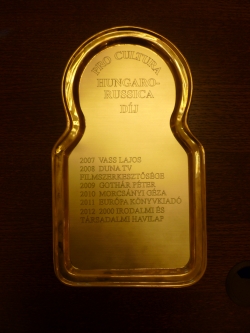 PRO CULTURA
HUNGARO-
RUSSICA
DÍJ
2007 VASS LAJOS
2008 DUNA TV
FILMSZERKESZTŐSÉGE
2009 GOTHÁR PÉTER
2010 MORCSÁNYI GÉZA
2011 EURÓPA KÖNYVKIADÓ
2012 2000 IRODALMI ÉS
TÁRSADALMI HAVILAP